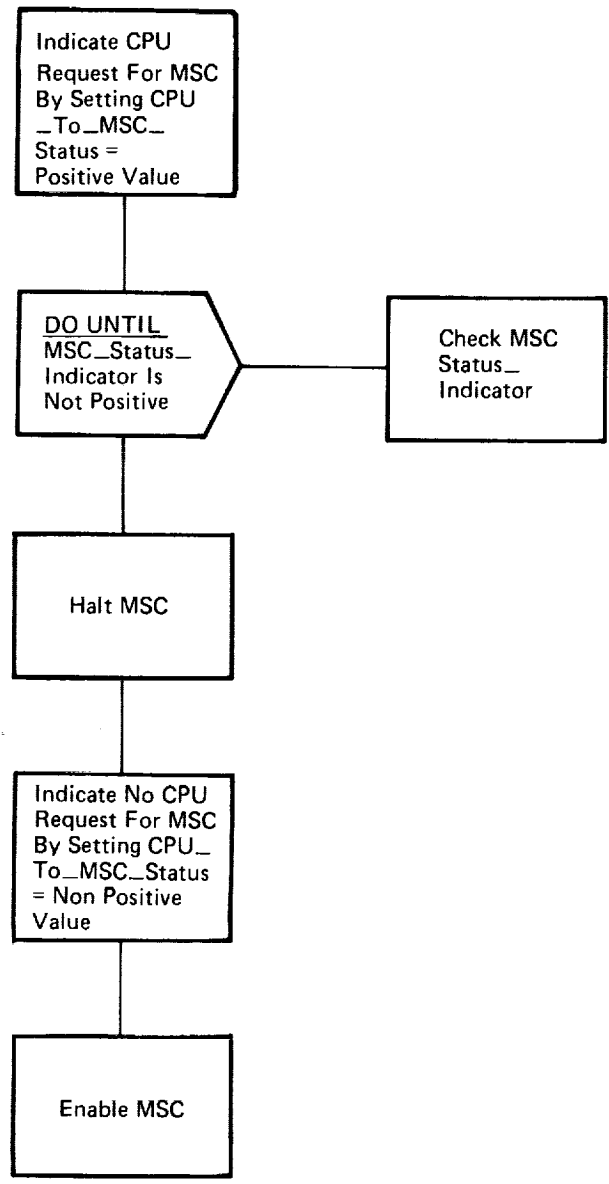 Indicate CPU
Request For MSC
By Setting CPU
_To_MSC_
Status =
Positive Value
DO UNTIL
MSC_Status_
Indicator Is
Not Positive
Check MSC
Status_
Indicator
Halt MSC
Indicate No CPU
Request For MSC
By Setting CPU_
To_MSC_Status
= Non Positive
Value
Enable MSC